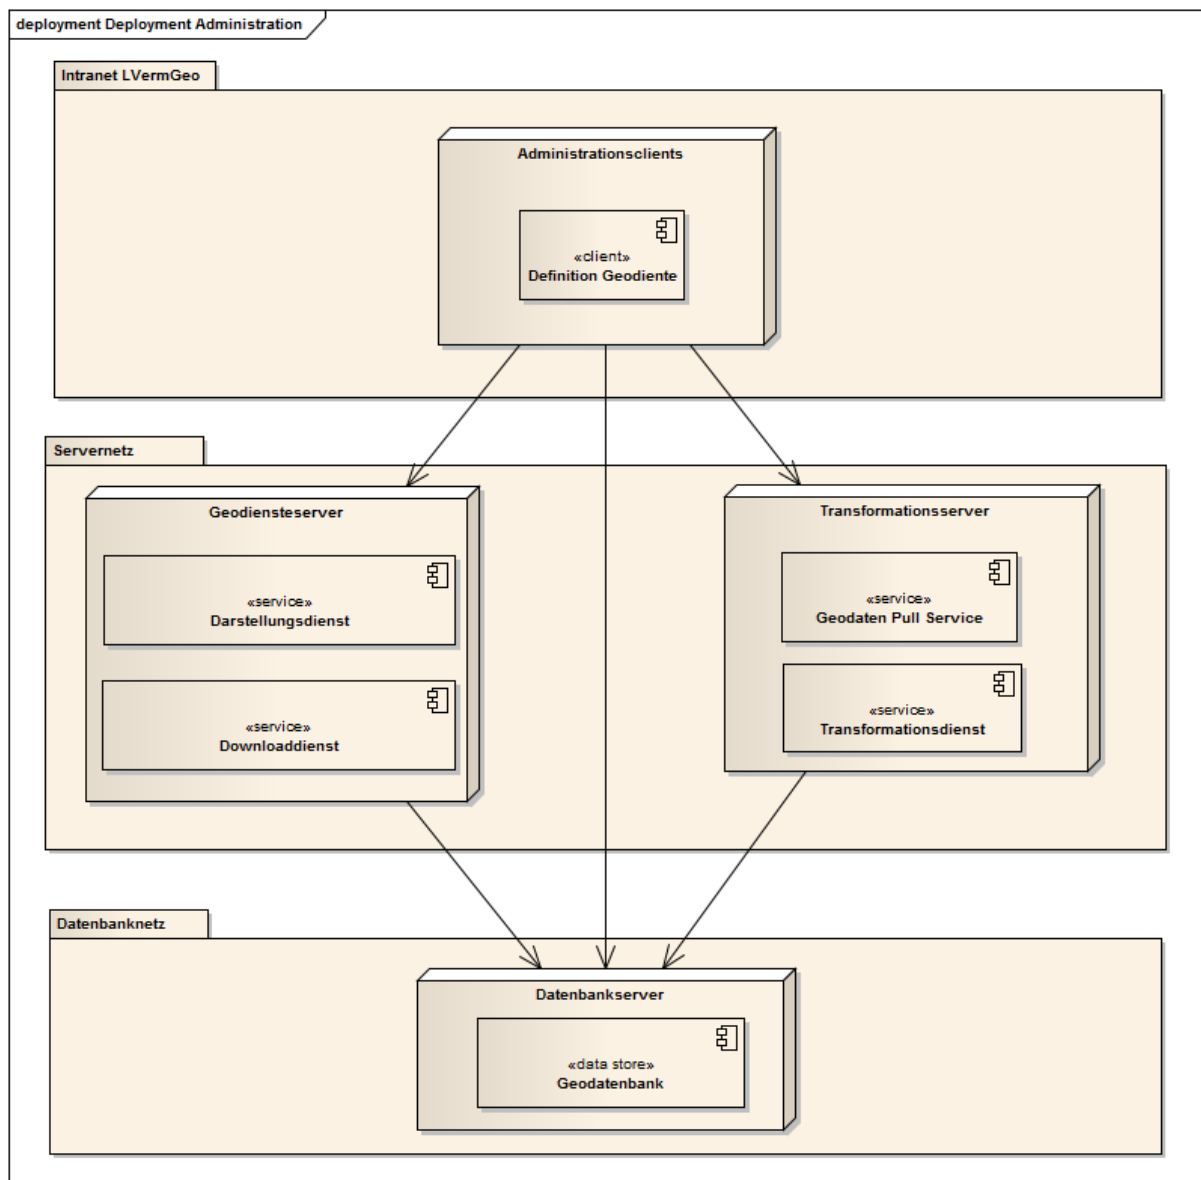 deployment Deployment Administration
Intranet LVermGeo
Administrationsclients
«client»
Definition Geodiente
Servernetz
Geodiensteserver
«service»
Darstellungsdienst
«service»
Downloaddienst
Transformationsserver
«service»
Geodaten Pull Service
«service»
Transformationsdienst
Datenbanknetz
Datenbankserver
«data store»
Geodatenbank